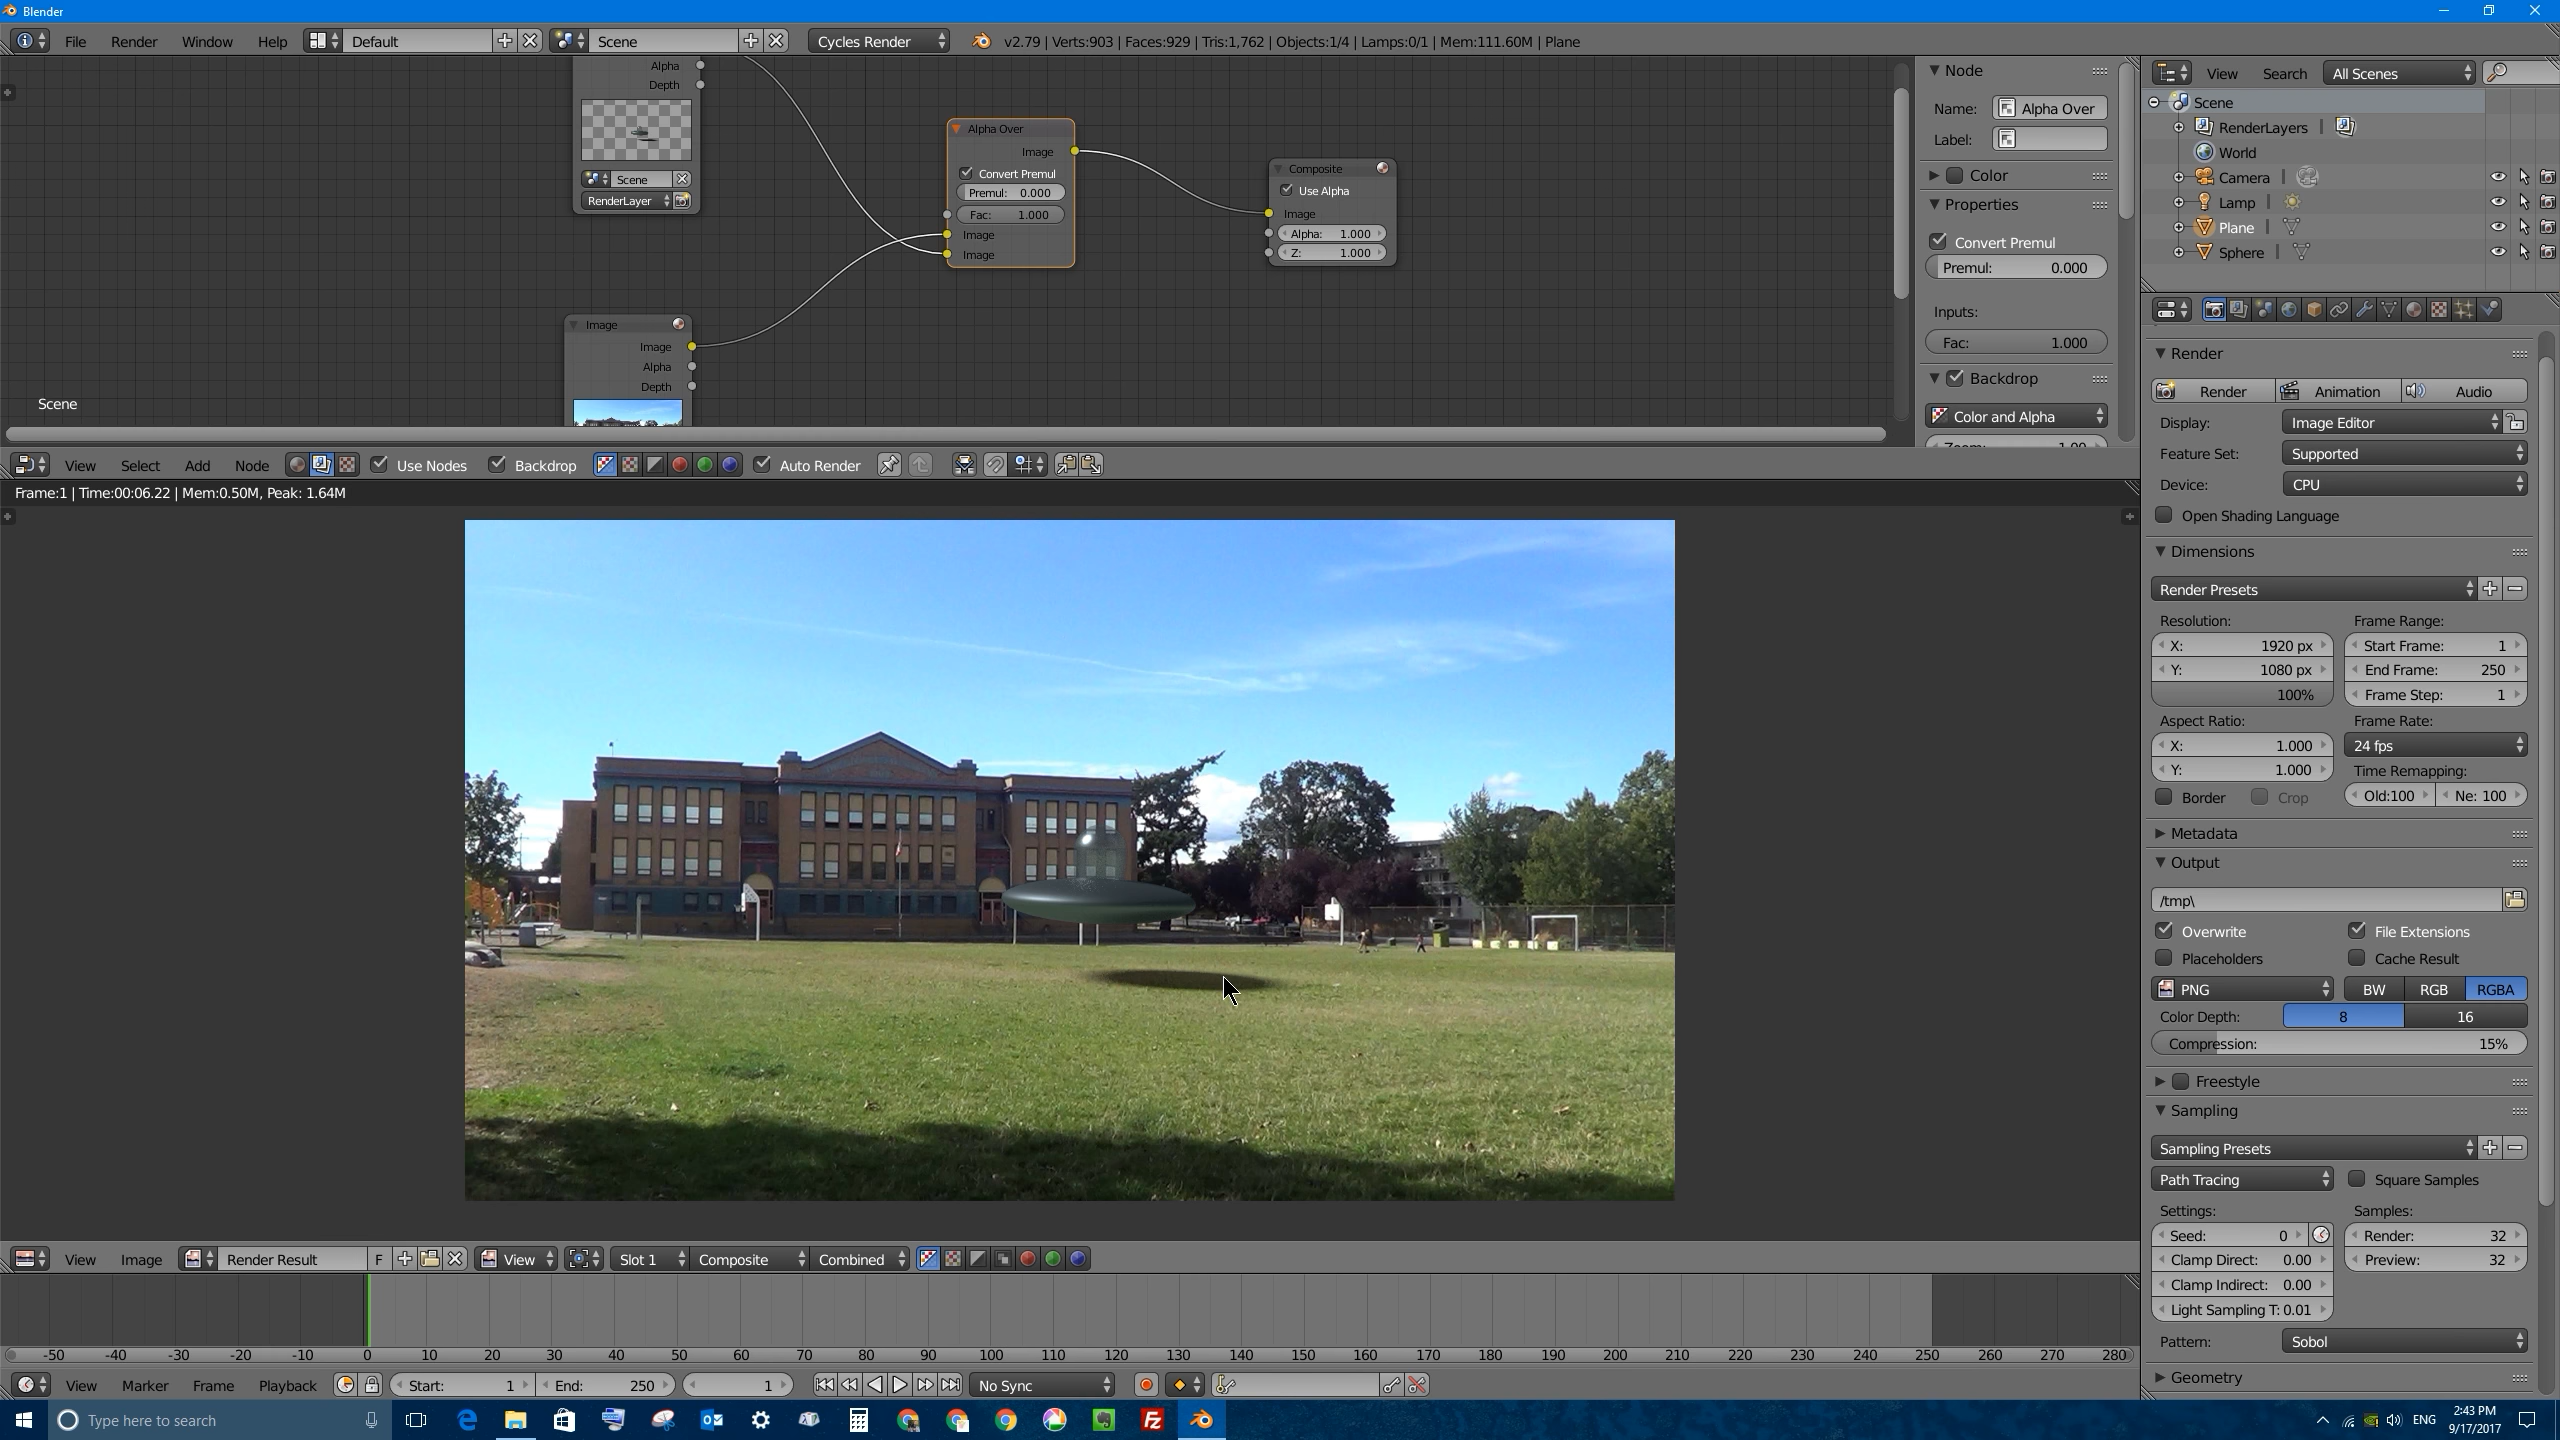 Blender
File Render Window Help Default Scene Cycles Render v2.79 | Verts:903 | Faces:929 | Tris:1,762 | Objects:1/4 | Lamps:0/1 | Mem:111.60M | Plane
Alpha
Depth
Scene
RenderLayer
Alpha Over
Image
Convert Premul
Premul: 0.000
Fac: 1.000
Image
Image
Composite
Use Alpha
Image
Alpha: 1.000
Z: 1.000
Image
Image
Alpha
Depth
Scene
Node
Name: Alpha Over
Label:
Color
Properties
Convert Premul
Premul: 0.000
Inputs:
Fac: 1.000
Backdrop
Color and Alpha
View Select Add Node Use Nodes Backdrop Auto Render
Frame:1 | Time:00:06.22 | Mem:0.50M, Peak: 1.64M
View Image Render Result F View Slot 1 Composite Combined
-50 -40 -30 -20 -10 0 10 20 30 40 50 60 70 80 90 100 110 120 130 140 150 160 170 180 190 200 210 220 230 240 250 260 270 280
View Marker Frame Playback Start: 1 End: 250 1 No Sync
View Search All Scenes
Scene
RenderLayers |
World
Camera |
Lamp |
Plane |
Sphere |
Render
Render Animation Audio
Display: Image Editor
Feature Set: Supported
Device: CPU
Open Shading Language
Dimensions
Render Presets
Resolution: Frame Range:
X: 1920 px Start Frame: 1
Y: 1080 px End Frame: 250
100% Frame Step: 1
Aspect Ratio: Frame Rate:
X: 1.000 24 fps
Y: 1.000 Time Remapping:
Border Crop Old:100 Ne: 100
Metadata
Output
/tmp\
Overwrite File Extensions
Placeholders Cache Result
PNG BW RGB RGBA
Color Depth: 8 16
Compression: 15%
Freestyle
Sampling
Sampling Presets
Path Tracing Square Samples
Settings: Samples:
Seed: 0 Render: 32
Clamp Direct: 0.00 Preview: 32
Clamp Indirect: 0.00
Light Sampling T: 0.01
Pattern: Sobol
Geometry
Type here to search
ENG
2:43 PM
9/17/2017